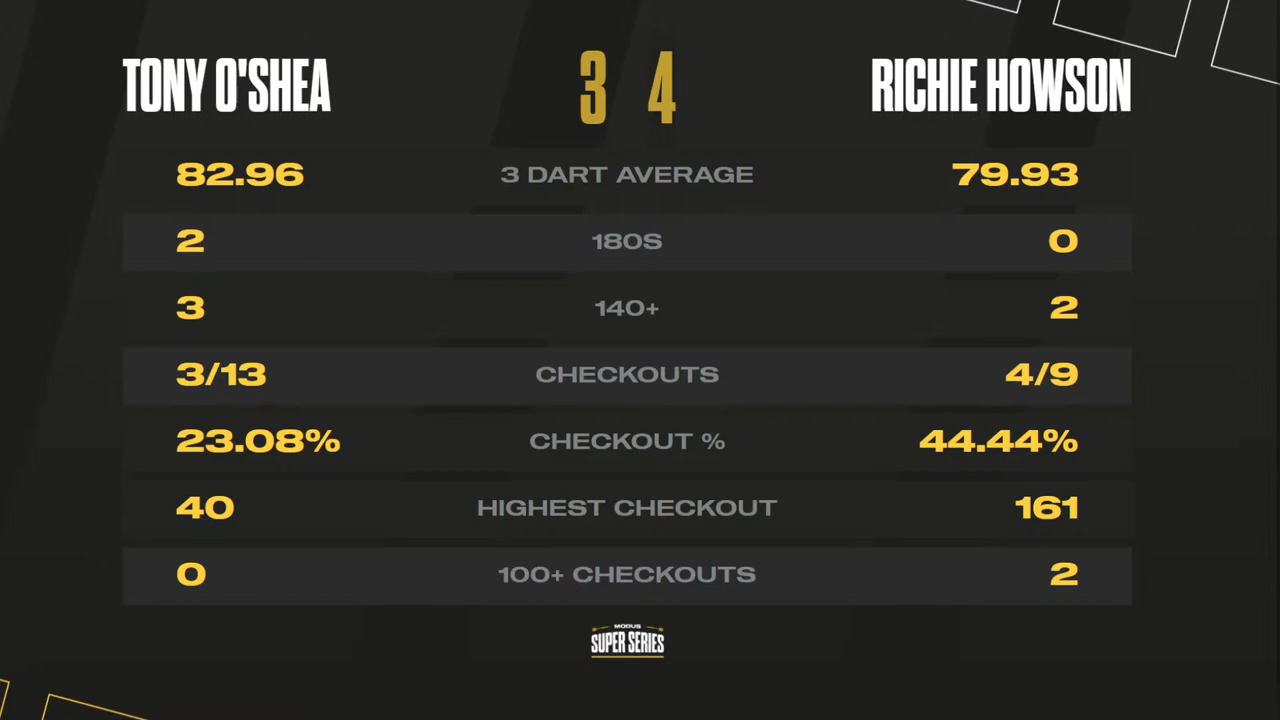 TONY O'SHEA 3 4 RICHIE HOWSON
82.96 3 DART AVERAGE 79.93
2 180S 0
3 140+ 2
3/13 CHECKOUTS 4/9
23.08% CHECKOUT % 44.44%
40 HIGHEST CHECKOUT 161
0 100+ CHECKOUTS 2
MODUS
SUPER SERIES